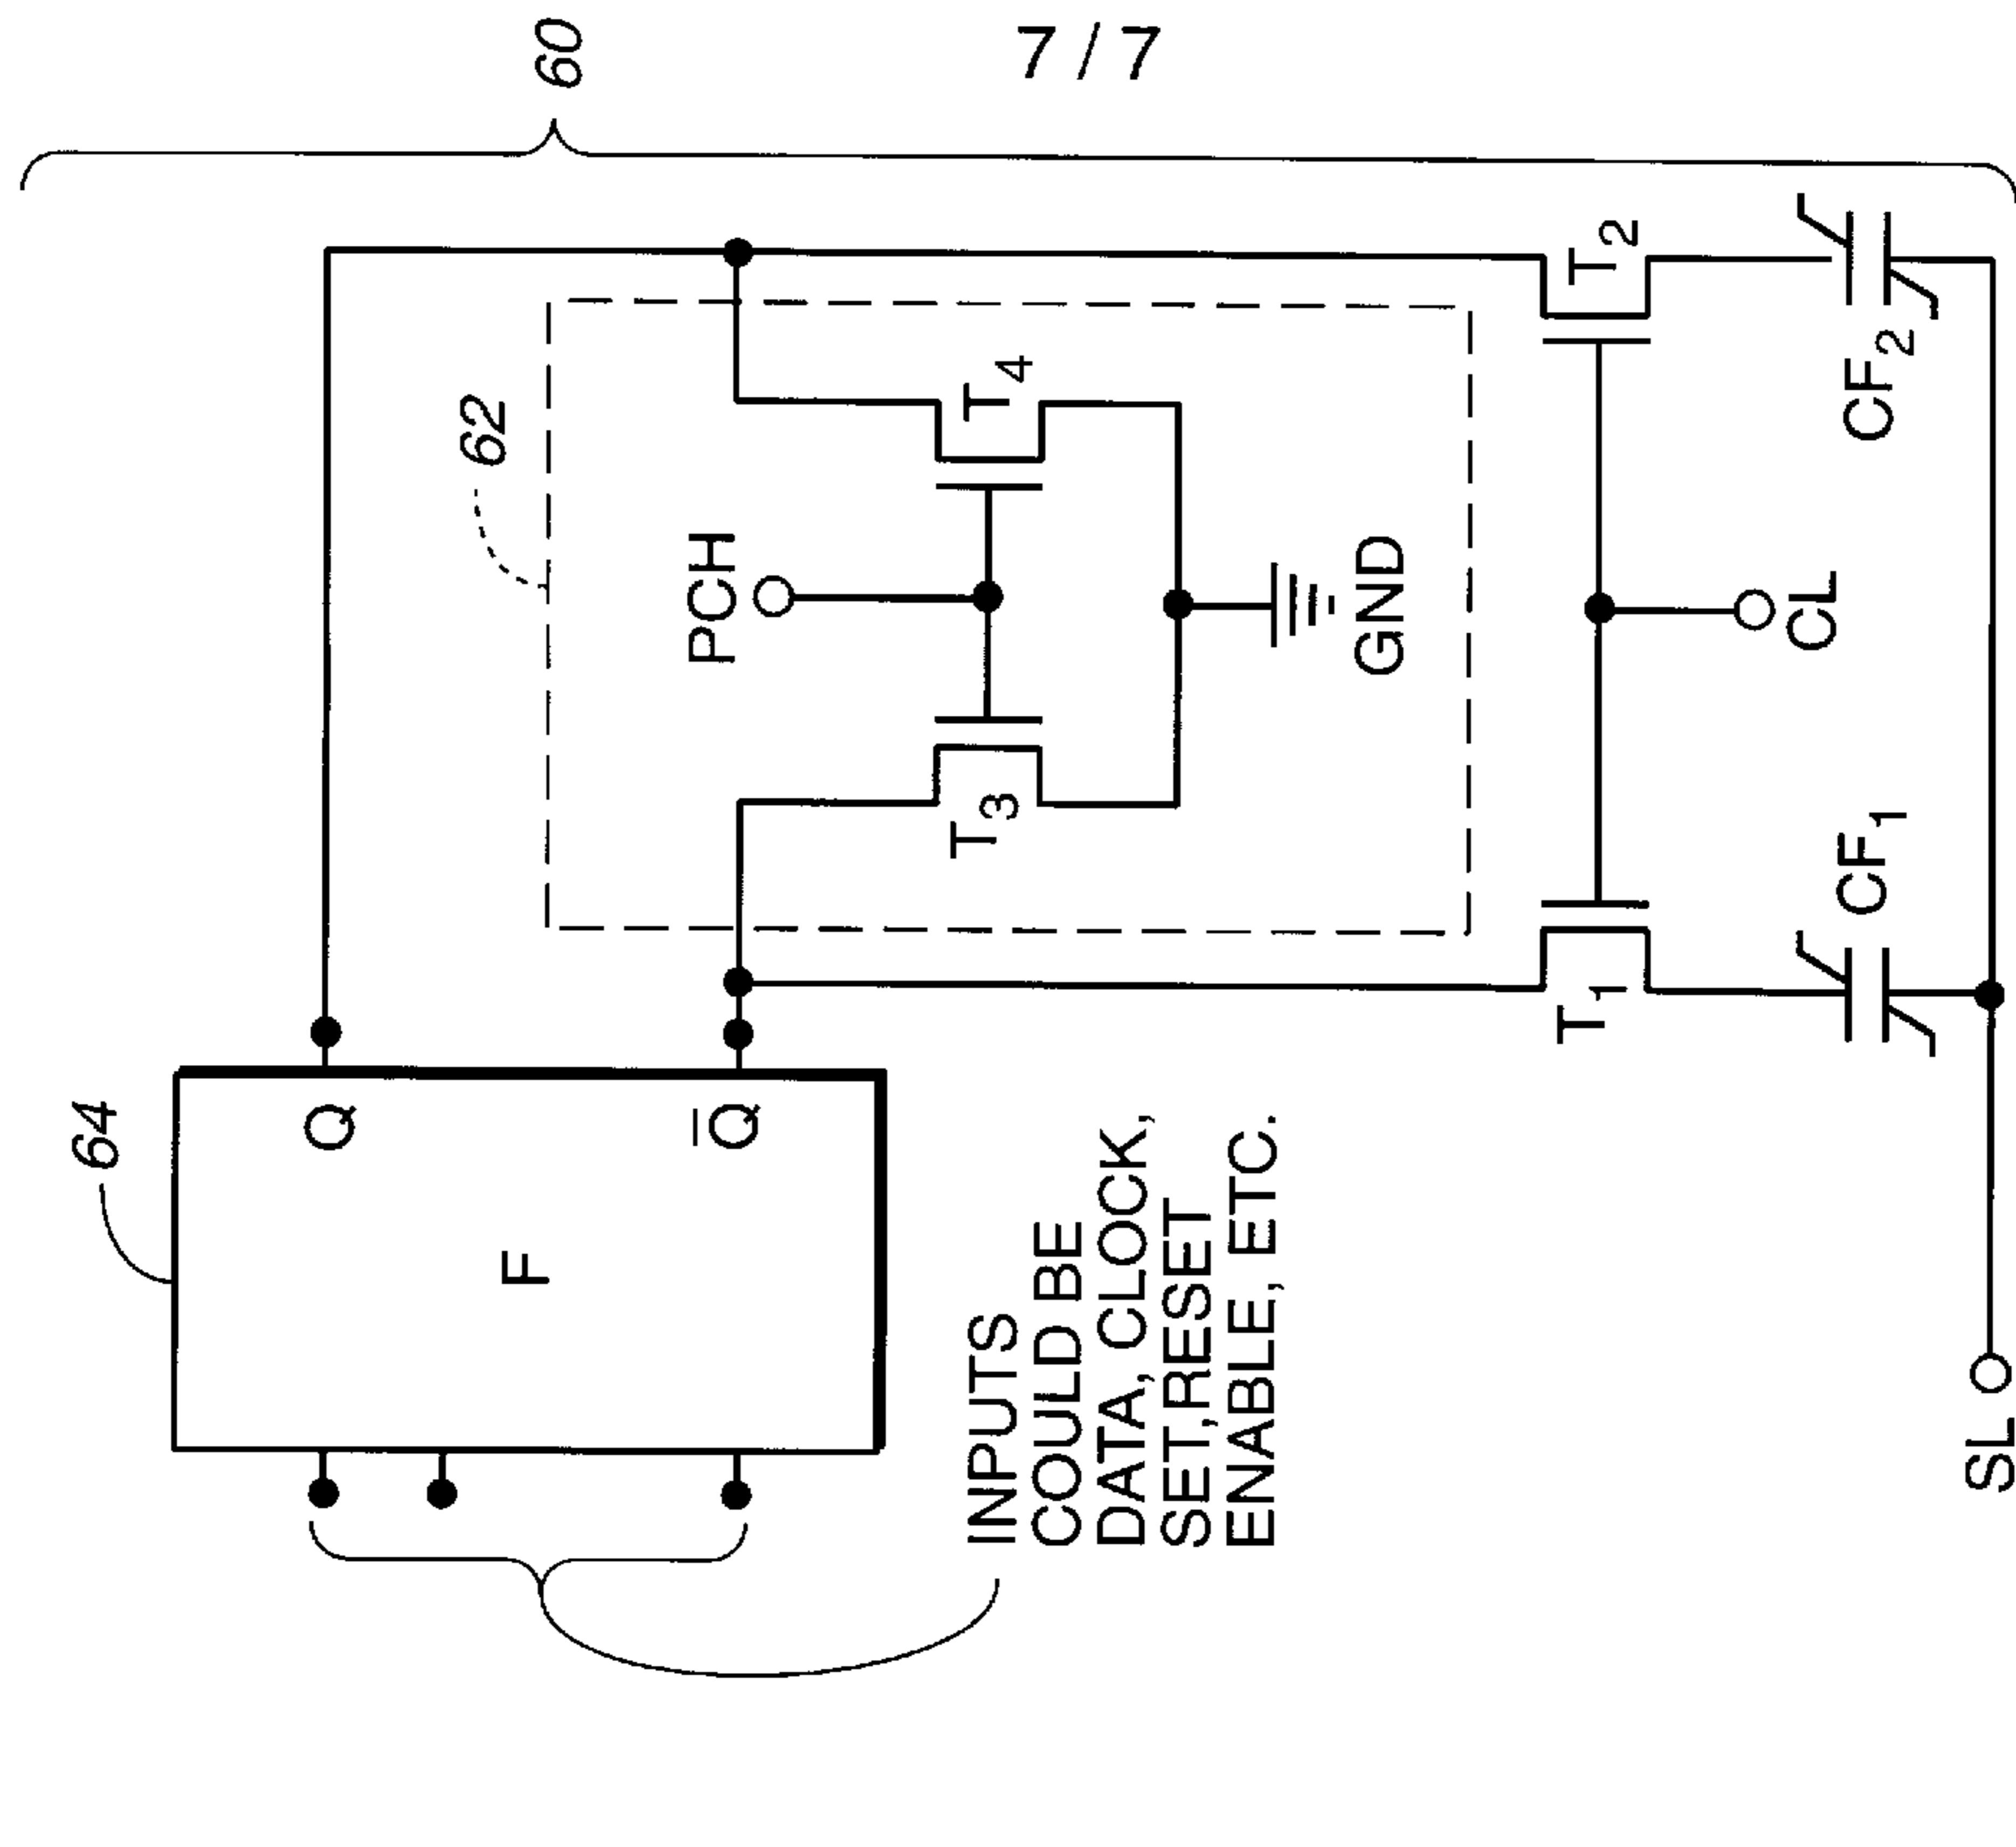 7/7
60
64
62
Q
Q̅
F
PCH
T4
T3
GND
T2
T1
CL
CF2
CF1
SL
INPUTS
COULD BE
DATA, CLOCK,
SET,RESET
ENABLE, ETC.